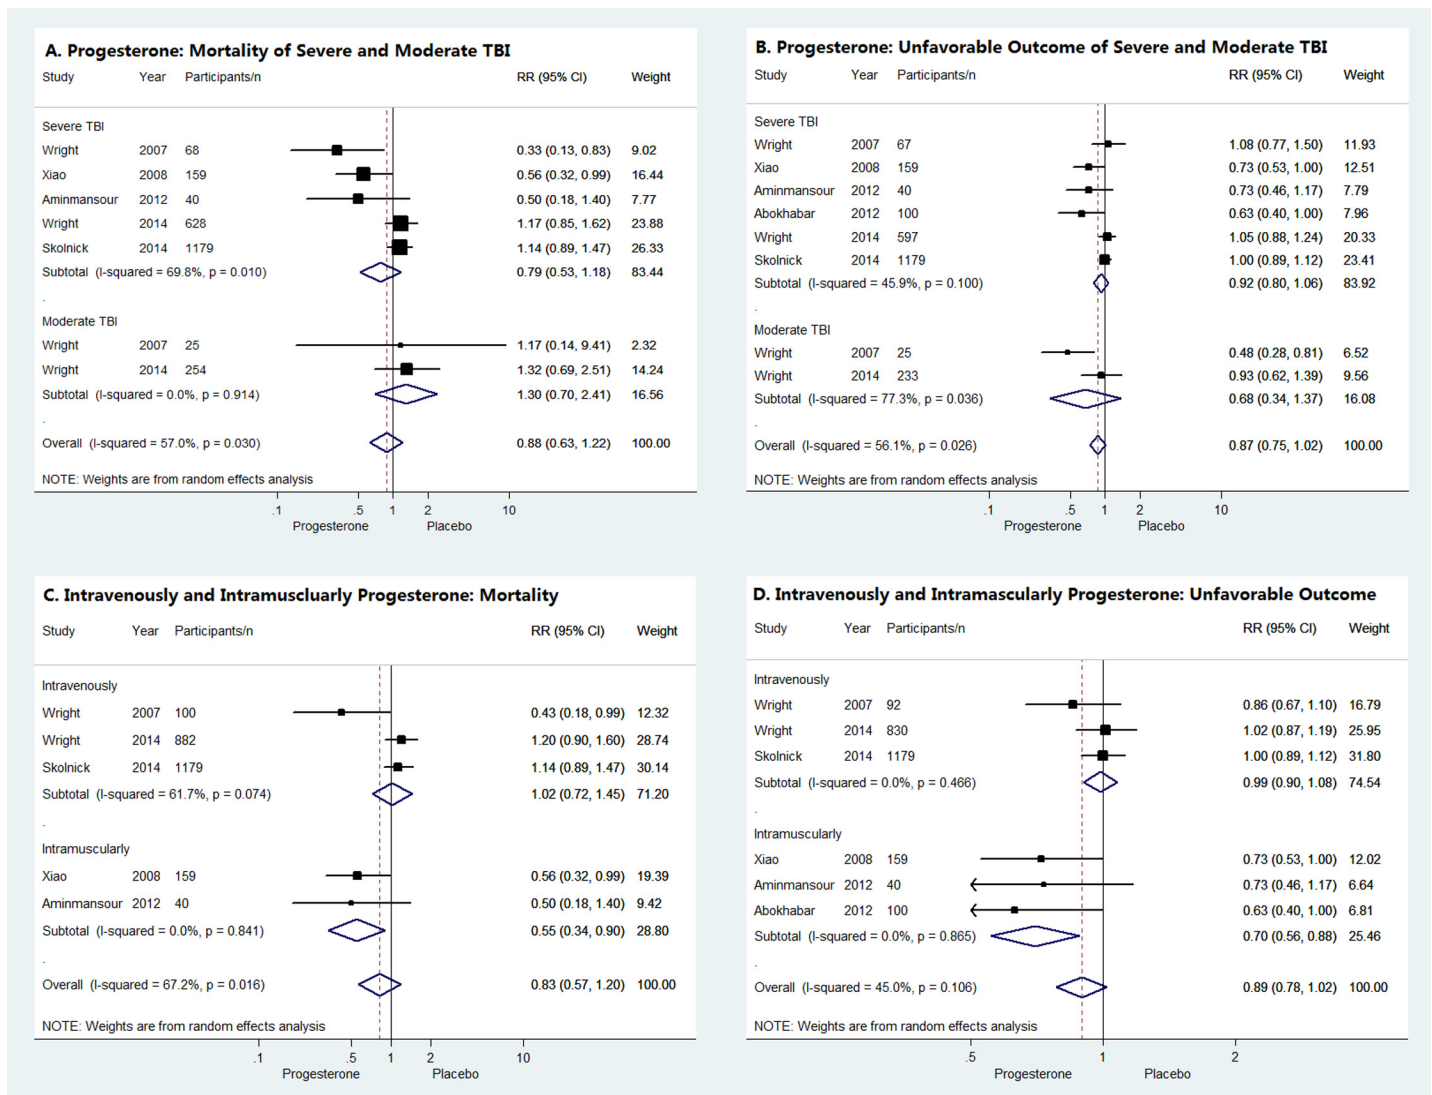 A. Progesterone: Mortality of Severe and Moderate TBI
Study Year Participants/n RR (95% CI) Weight
Severe TBI
Wright 2007 68 0.33 (0.13, 0.83) 9.02
Xiao 2008 159 0.56 (0.32, 0.99) 16.44
Aminmansour 2012 40 0.50 (0.18, 1.40) 7.77
Wright 2014 628 1.17 (0.85, 1.62) 23.88
Skolnick 2014 1179 1.14 (0.89, 1.47) 26.33
Subtotal (I-squared = 69.8%, p = 0.010) 0.79 (0.53, 1.18) 83.44
.
Moderate TBI
Wright 2007 25 1.17 (0.14, 9.41) 2.32
Wright 2014 254 1.32 (0.69, 2.51) 14.24
Subtotal (I-squared = 0.0%, p = 0.914) 1.30 (0.70, 2.41) 16.56
.
Overall (I-squared = 57.0%, p = 0.030) 0.88 (0.63, 1.22) 100.00
NOTE: Weights are from random effects analysis
.1 .5 1 2 10
Progesterone Placebo
B. Progesterone: Unfavorable Outcome of Severe and Moderate TBI
Study Year Participants/n RR (95% CI) Weight
Severe TBI
Wright 2007 67 1.08 (0.77, 1.50) 11.93
Xiao 2008 159 0.73 (0.53, 1.00) 12.51
Aminmansour 2012 40 0.73 (0.46, 1.17) 7.79
Abokhabar 2012 100 0.63 (0.40, 1.00) 7.96
Wright 2014 597 1.05 (0.88, 1.24) 20.33
Skolnick 2014 1179 1.00 (0.89, 1.12) 23.41
Subtotal (I-squared = 45.9%, p = 0.100) 0.92 (0.80, 1.06) 83.92
.
Moderate TBI
Wright 2007 25 0.48 (0.28, 0.81) 6.52
Wright 2014 233 0.93 (0.62, 1.39) 9.56
Subtotal (I-squared = 77.3%, p = 0.036) 0.68 (0.34, 1.37) 16.08
.
Overall (I-squared = 56.1%, p = 0.026) 0.87 (0.75, 1.02) 100.00
NOTE: Weights are from random effects analysis
.1 .5 1 2 10
Progesterone Placebo
C. Intravenously and Intramuscluarly Progesterone: Mortality
Study Year Participants/n RR (95% CI) Weight
Intravenously
Wright 2007 100 0.43 (0.18, 0.99) 12.32
Wright 2014 882 1.20 (0.90, 1.60) 28.74
Skolnick 2014 1179 1.14 (0.89, 1.47) 30.14
Subtotal (I-squared = 61.7%, p = 0.074) 1.02 (0.72, 1.45) 71.20
.
Intramuscularly
Xiao 2008 159 0.56 (0.32, 0.99) 19.39
Aminmansour 2012 40 0.50 (0.18, 1.40) 9.42
Subtotal (I-squared = 0.0%, p = 0.841) 0.55 (0.34, 0.90) 28.80
.
Overall (I-squared = 67.2%, p = 0.016) 0.83 (0.57, 1.20) 100.00
NOTE: Weights are from random effects analysis
.1 .5 1 2 10
Progesterone Placebo
D. Intravenously and Intramascularly Progesterone: Unfavorable Outcome
Study Year Participants/n RR (95% CI) Weight
Intravenously
Wright 2007 92 0.86 (0.67, 1.10) 16.79
Wright 2014 830 1.02 (0.87, 1.19) 25.95
Skolnick 2014 1179 1.00 (0.89, 1.12) 31.80
Subtotal (I-squared = 0.0%, p = 0.466) 0.99 (0.90, 1.08) 74.54
.
Intramuscularly
Xiao 2008 159 0.73 (0.53, 1.00) 12.02
Aminmansour 2012 40 0.73 (0.46, 1.17) 6.64
Abokhabar 2012 100 0.63 (0.40, 1.00) 6.81
Subtotal (I-squared = 0.0%, p = 0.865) 0.70 (0.56, 0.88) 25.46
.
Overall (I-squared = 45.0%, p = 0.106) 0.89 (0.78, 1.02) 100.00
NOTE: Weights are from random effects analysis
.5 1 2
Progesterone Placebo